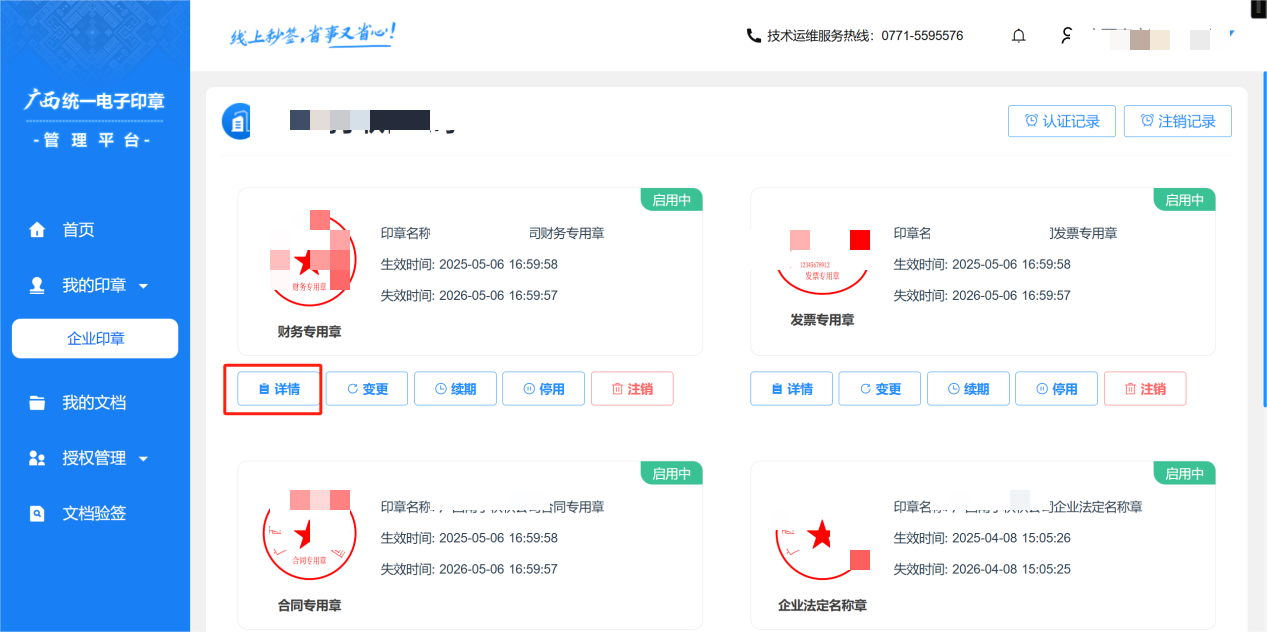 线上秒签,省事又省心!
技术运维服务热线：0771-5595576
广西统一电子印章
-管 理 平 台-
首页
我的印章
企业印章
我的文档
授权管理
文档验签
认证记录
注销记录
启用中
印章名称 司财务专用章
生效时间: 2025-05-06 16:59:58
失效时间: 2026-05-06 16:59:57
财务专用章
财务专用章
详情 变更 续期 停用 注销
启用中
印章名 司发票专用章
生效时间: 2025-05-06 16:59:58
失效时间: 2026-05-06 16:59:57
发票专用章
发票专用章
详情 变更 续期 停用 注销
启用中
印章名称 合同专用章
生效时间: 2025-05-06 16:59:58
失效时间: 2026-05-06 16:59:57
合同专用章
合同专用章
启用中
印章名 司企业法定名称章
生效时间: 2025-04-08 15:05:26
失效时间: 2026-04-08 15:05:25
企业法定名称章